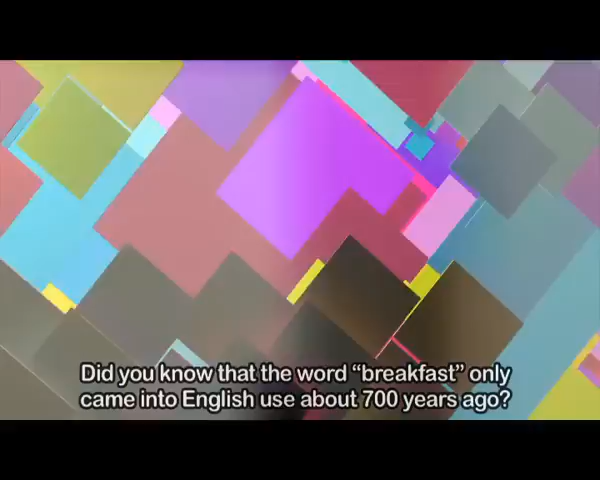 Did you know that the word “breakfast” only
came into English use about 700 years ago?